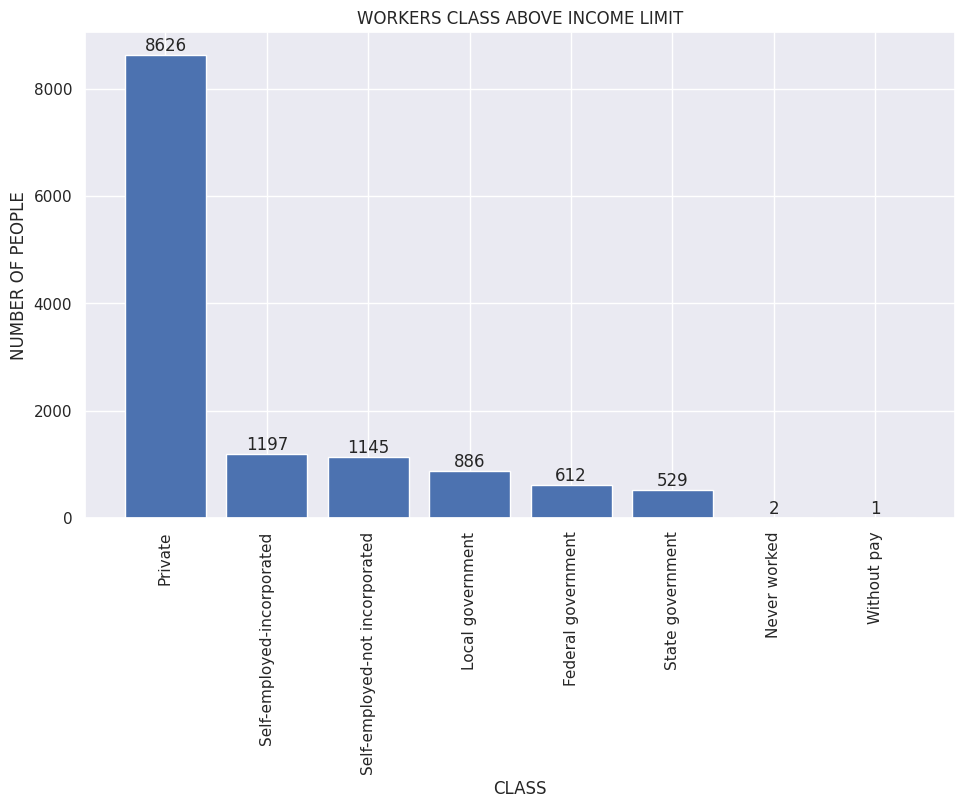 WORKERS CLASS ABOVE INCOME LIMIT
NUMBER OF PEOPLE
8000
6000
4000
2000
0
8626
1197
1145
886
612
529
2
1
Private
Self-employed-incorporated
Self-employed-not incorporated
Local government
Federal government
State government
Never worked
Without pay
CLASS